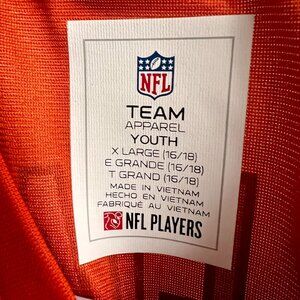 NFL
TEAM
APPAREL
YOUTH
X LARGE (16/18)
E GRANDE (16/18)
T GRAND (16/18)
MADE IN VIETNAM
HECHO EN VIETNAM
FABRIQUÉ AU VIETNAM
NFL PLAYERS